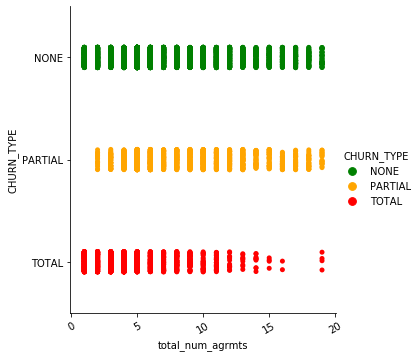 NONE
PARTIAL
TOTAL
CHURN_TYPE
0
5
10
15
20
total_num_agrmts
CHURN_TYPE
NONE
PARTIAL
TOTAL